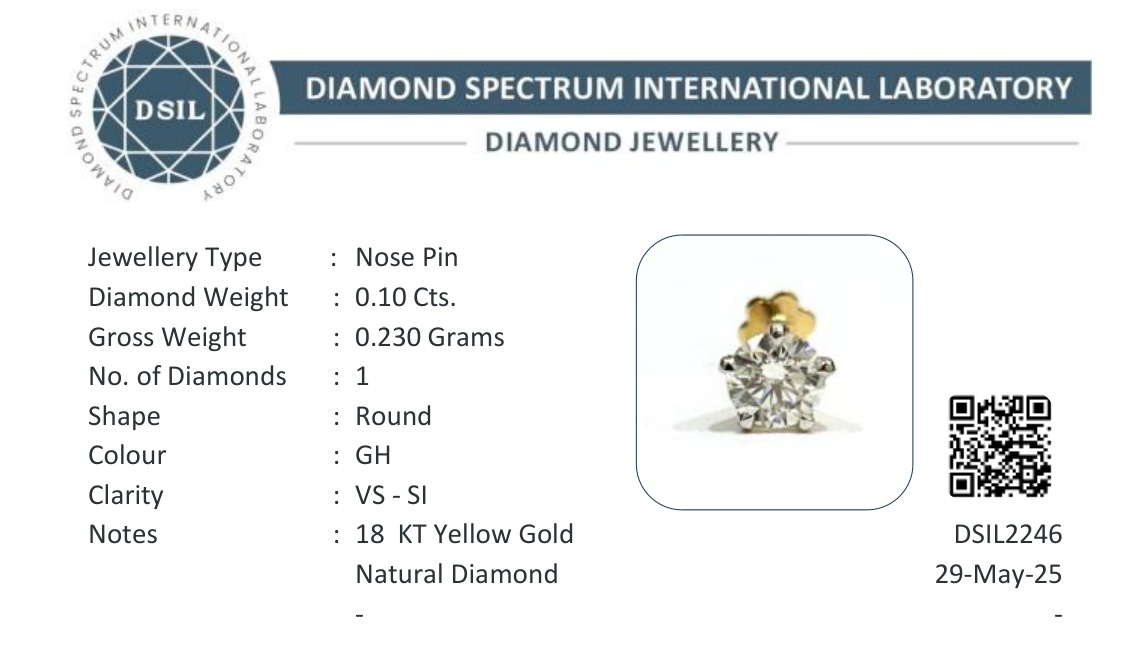 DIAMOND SPECTRUM INTERNATIONAL LABORATORY
DSIL
DIAMOND SPECTRUM INTERNATIONAL LABORATORY
DIAMOND JEWELLERY
Jewellery Type : Nose Pin
Diamond Weight : 0.10 Cts.
Gross Weight : 0.230 Grams
No. of Diamonds : 1
Shape : Round
Colour : GH
Clarity : VS - SI
Notes : 18 KT Yellow Gold
Natural Diamond
-
DSIL2246
29-May-25
-